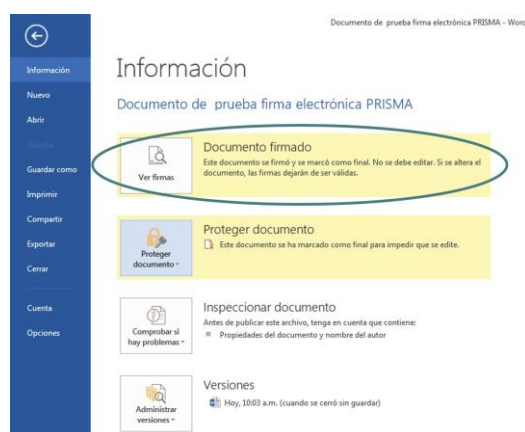 Documento de prueba firma electrónica PRISMA - Word
Información
Nuevo
Abrir
Guardar
Guardar como
Imprimir
Compartir
Exportar
Cerrar
Cuenta
Opciones
Información
Documento de prueba firma electrónica PRISMA
Ver firmas
Documento firmado
Este documento se firmó y se marcó como final. No se debe editar. Si se altera el
documento, las firmas dejarán de ser válidas.
Proteger
documento
Proteger documento
Este documento se ha marcado como final para impedir que se edite.
Comprobar si
hay problemas
Inspeccionar documento
Antes de publicar este archivo, tenga en cuenta que contiene:
Propiedades del documento y nombre del autor
Administrar
versiones
Versiones
Hoy, 10:03 a.m. (cuando se cerró sin guardar)